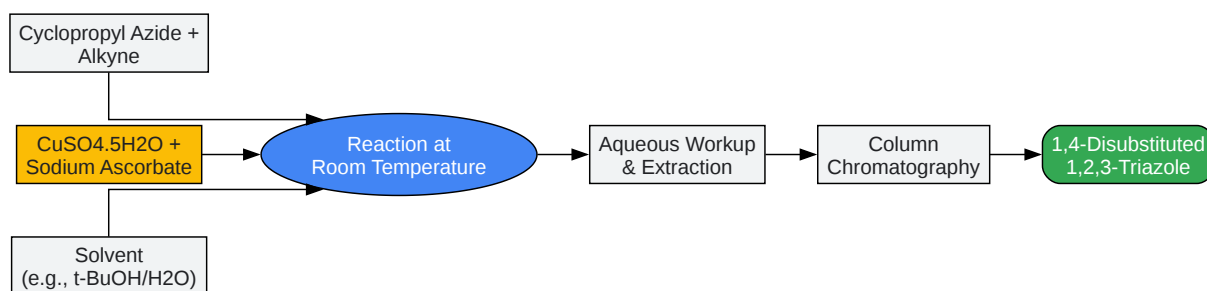 Cyclopropyl Azide +
Alkyne
CuSO4.5H2O +
Sodium Ascorbate
Solvent
(e.g., t-BuOH/H2O)
Reaction at
Room Temperature
Aqueous Workup
& Extraction
Column
Chromatography
1,4-Disubstituted
1,2,3-Triazole